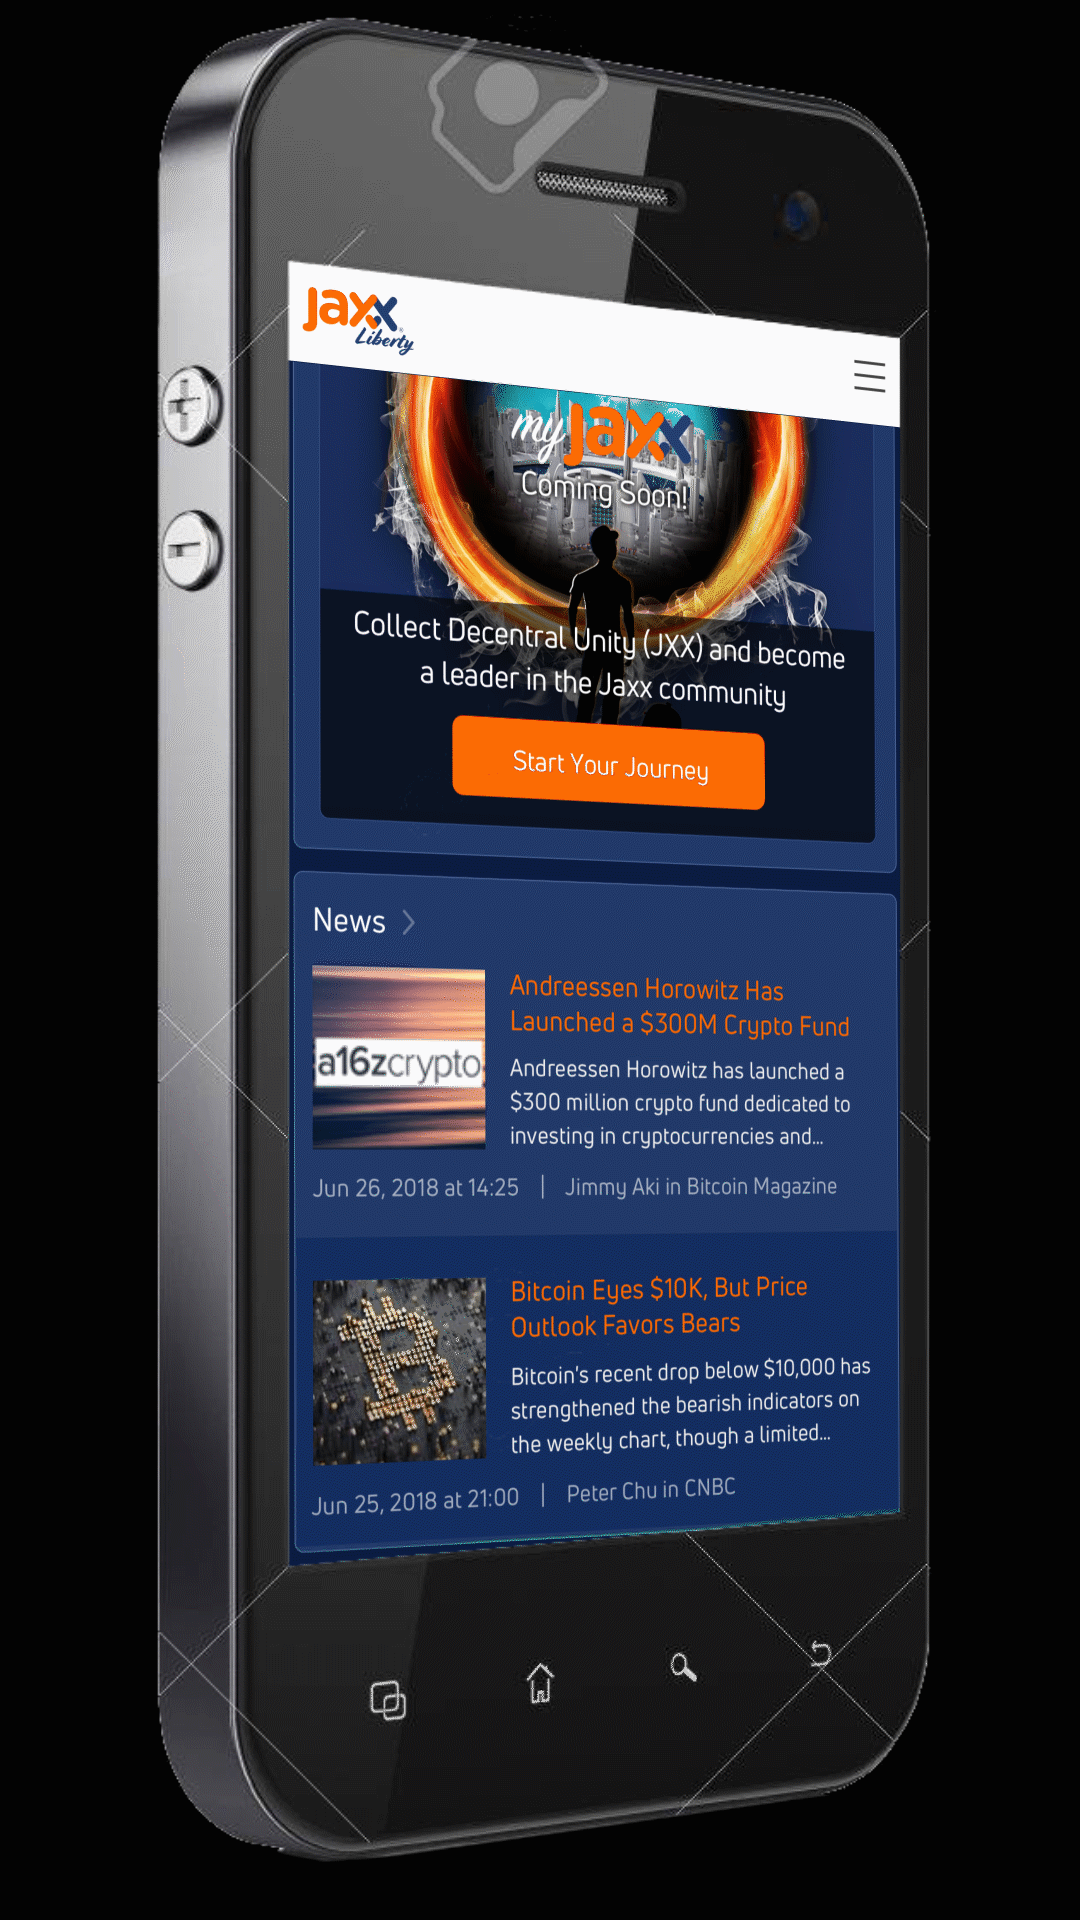 Jaxx
Liberty
my Jaxx
Coming Soon!
Collect Decentral Unity (JXX) and become
a leader in the Jaxx community
Start Your Journey
News
a16zcrypto
Andreessen Horowitz Has
Launched a $300M Crypto Fund
Andreessen Horowitz has launched a
$300 million crypto fund dedicated to
investing in cryptocurrencies and...
Jun 26, 2018 at 14:25 | Jimmy Aki in Bitcoin Magazine
Bitcoin Eyes $10K, But Price
Outlook Favors Bears
Bitcoin's recent drop below $10,000 has
strengthened the bearish indicators on
the weekly chart, though a limited...
Jun 25, 2018 at 21:00 | Peter Chu in CNBC